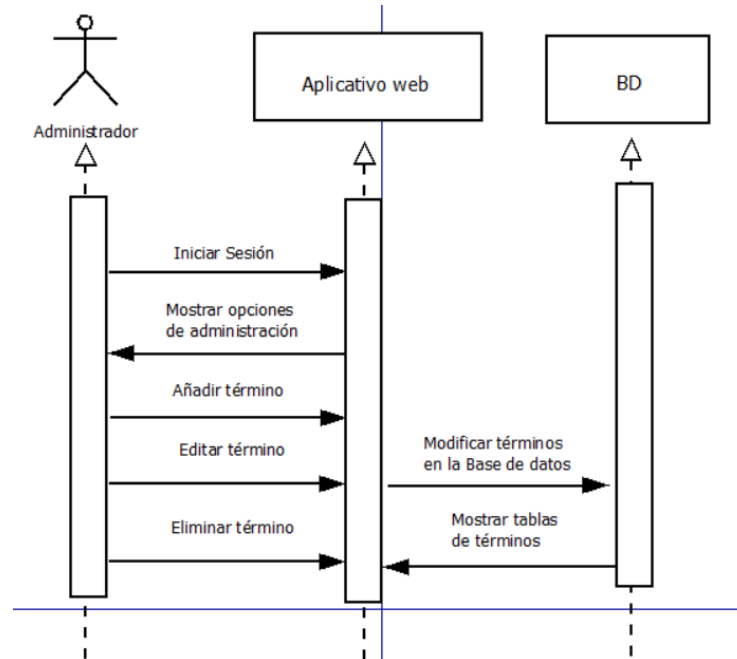 Administrador
Aplicativo web
BD
Iniciar Sesión
Mostrar opciones
de administración
Añadir término
Editar término
Modificar términos
en la Base de datos
Eliminar término
Mostrar tablas
de términos